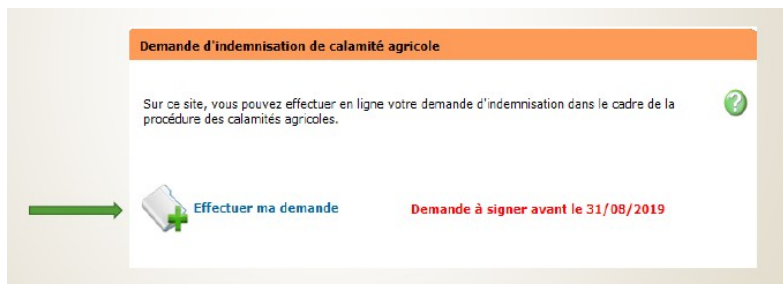 Demande d'indemnisation de calamité agricole
Sur ce site, vous pouvez effectuer en ligne votre demande d'indemnisation dans le cadre de la
procédure des calamités agricoles.
Effectuer ma demande
Demande à signer avant le 31/08/2019